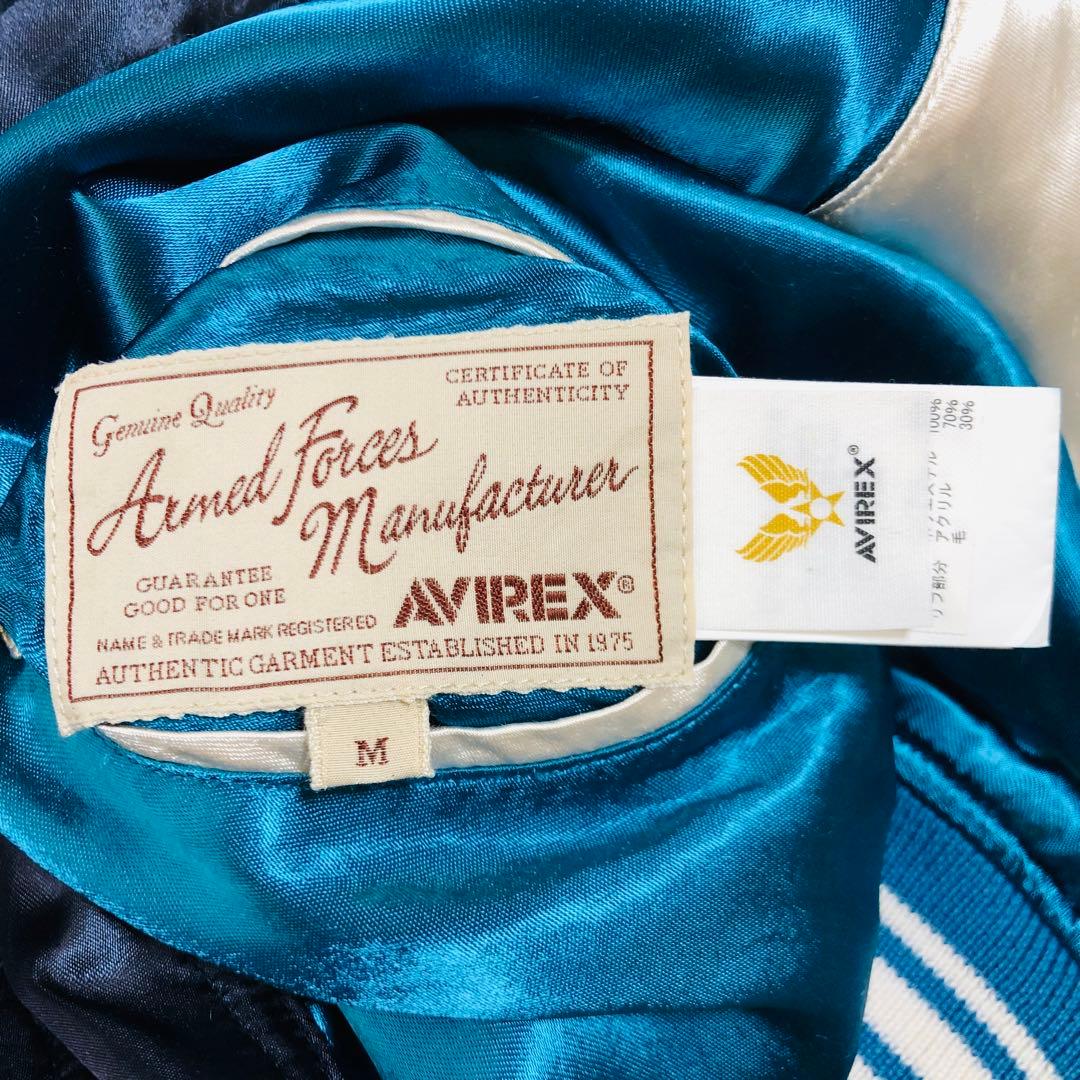 Genuine Quality
CERTIFICATE OF
AUTHENTICITY
Armed Forces
Manufacturer
GUARANTEE
GOOD FOR ONE
AVIREX®
NAME & TRADE MARK REGISTERED
AUTHENTIC GARMENT ESTABLISHED IN 1975
M
AVIREX®
100%
リブ部分 アクリル 70%
毛 30%